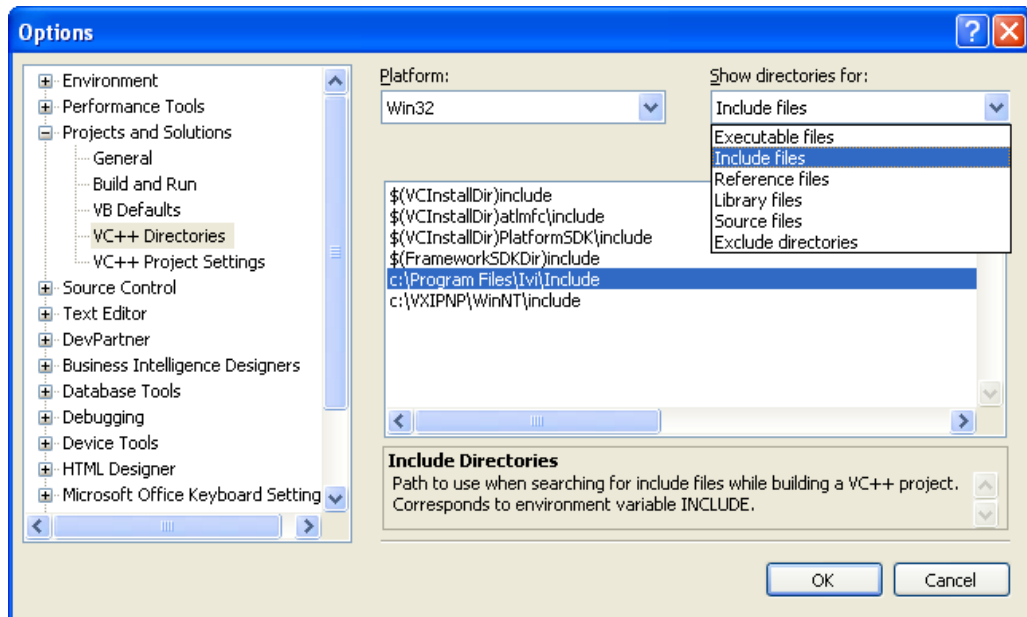 Options
Environment
Performance Tools
Projects and Solutions
General
Build and Run
VB Defaults
VC++ Directories
VC++ Project Settings
Source Control
Text Editor
DevPartner
Business Intelligence Designers
Database Tools
Debugging
Device Tools
HTML Designer
Microsoft Office Keyboard Setting
Platform:
Win32
Show directories for:
Include files
Executable files
Include files
Reference files
Library files
Source files
Exclude directories
$(VCInstallDir)include
$(VCInstallDir)atlmfc\include
$(VCInstallDir)PlatformSDK\include
$(FrameworkSDKDir)include
c:\Program Files\Ivi\Include
c:\VXIPNP\WinNT\include
Include Directories
Path to use when searching for include files while building a VC++ project.
Corresponds to environment variable INCLUDE.
OK
Cancel